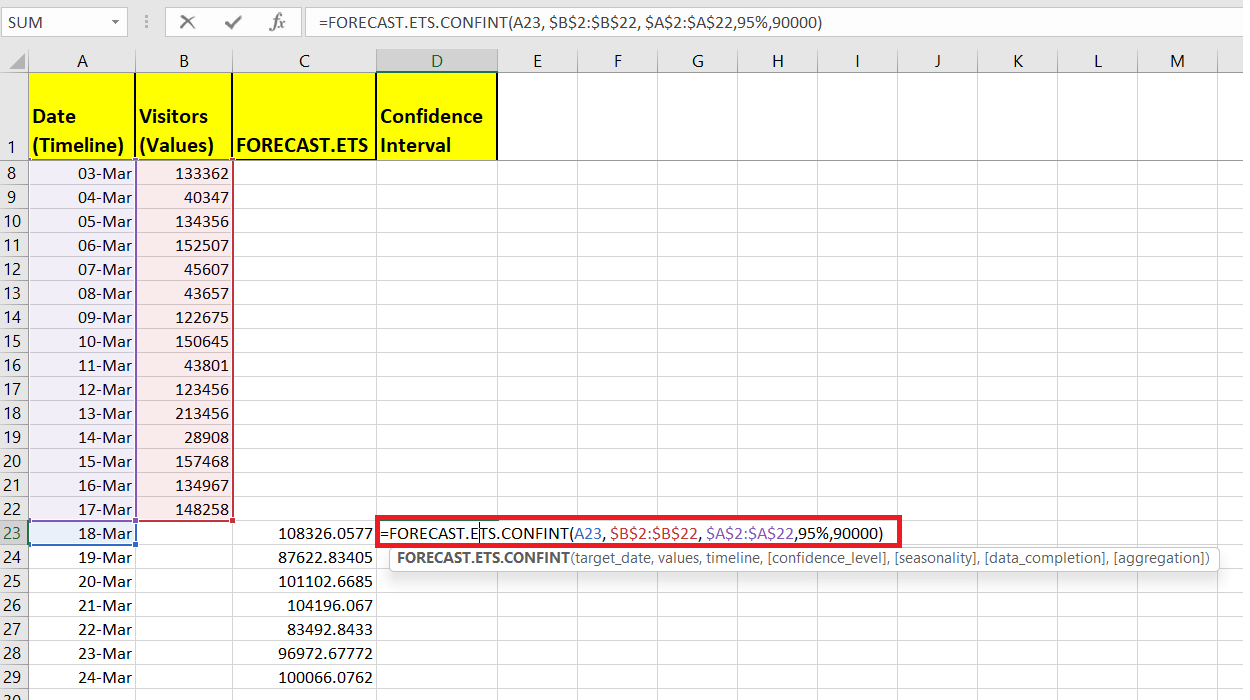 SUM fx =FORECAST.ETS.CONFINT(A23, $B$2:$B$22, $A$2:$A$22,95%,90000)
A B C D E F G H I J K L M
Date Visitors Confidence
1 (Timeline) (Values) FORECAST.ETS Interval
8 03-Mar 133362
9 04-Mar 40347
10 05-Mar 134356
11 06-Mar 152507
12 07-Mar 45607
13 08-Mar 43657
14 09-Mar 122675
15 10-Mar 150645
16 11-Mar 43801
17 12-Mar 123456
18 13-Mar 213456
19 14-Mar 28908
20 15-Mar 157468
21 16-Mar 134967
22 17-Mar 148258
23 18-Mar 108326.0577 =FORECAST.ETS.CONFINT(A23, $B$2:$B$22, $A$2:$A$22,95%,90000)
24 19-Mar 87622.83405 FORECAST.ETS.CONFINT(target_date, values, timeline, [confidence_level], [seasonality], [data_completion], [aggregation])
25 20-Mar 101102.6685
26 21-Mar 104196.067
27 22-Mar 83492.8433
28 23-Mar 96972.67772
29 24-Mar 100066.0762